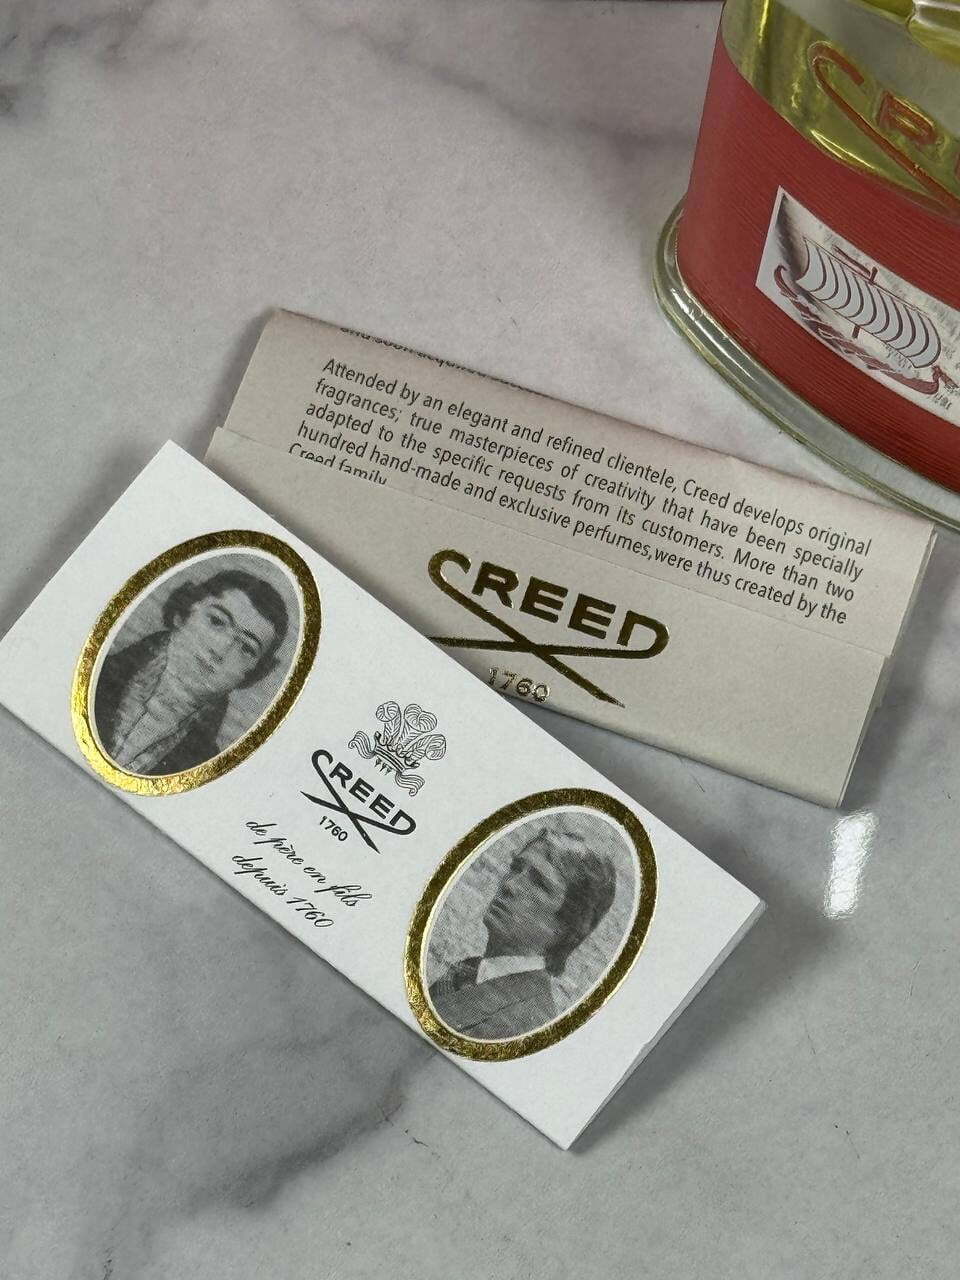 Attended by an elegant and refined clientele, Creed develops original
fragrances; true masterpieces of creativity that have been specially
adapted to the specific requests from its customers. More than two
hundred hand-made and exclusive perfumes,were thus created by the
Creed family
CREED
1760
CREED
1760
de père en fils
depuis 1760